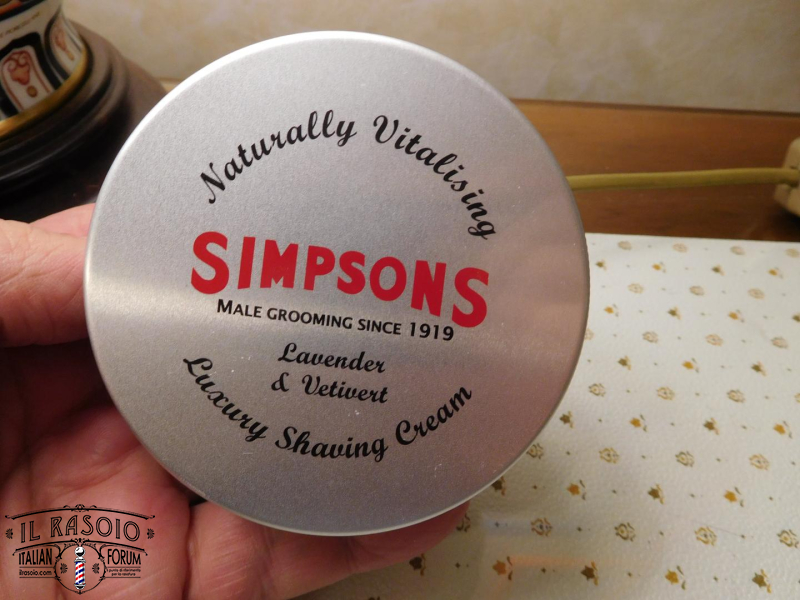 Naturally Vitalising
SIMPSONS
MALE GROOMING SINCE 1919
Lavender
& Vetivert
Luxury Shaving Cream
IL RASOIO
ITALIAN FORUM
ilrasoio.com